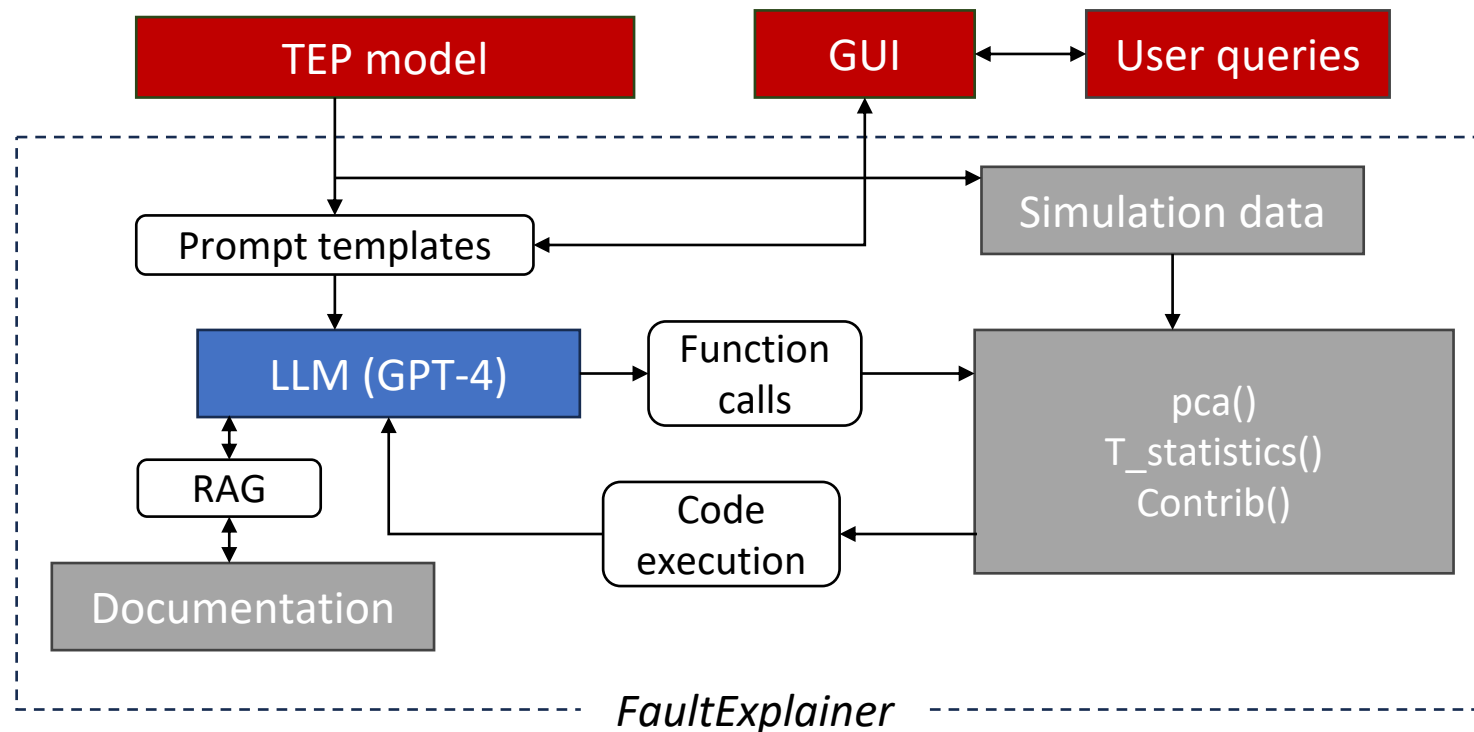 TEP model
GUI
User queries
Simulation data
Prompt templates
LLM (GPT-4)
Function
calls
pca()
T_statistics()
Contrib()
RAG
Code
execution
Documentation
FaultExplainer